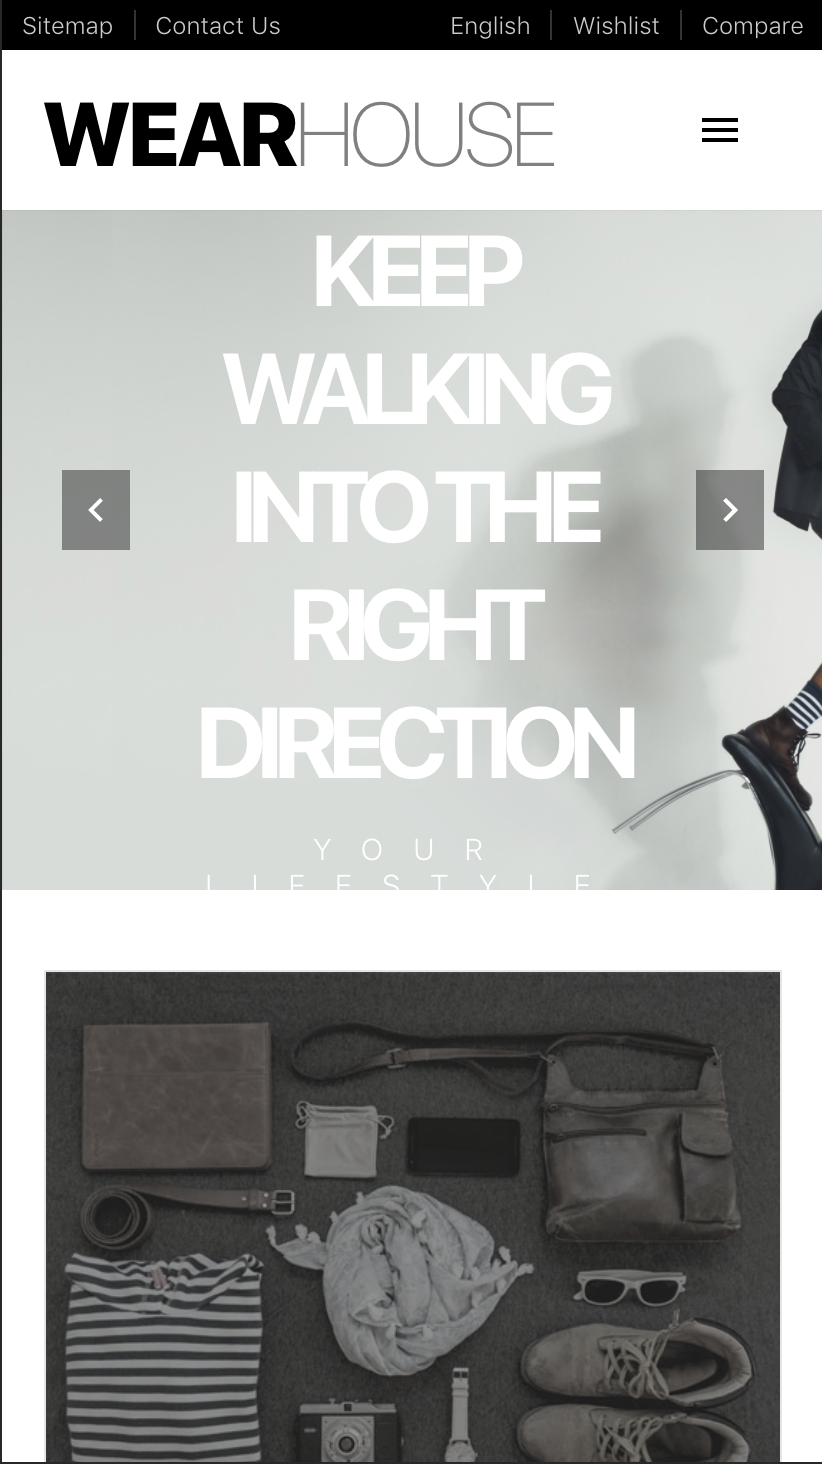 Sitemap Contact Us English Wishlist Compare
WEARHOUSE
KEEP
WALKING
INTO THE
RIGHT
DIRECTION
YOUR
LIFESTYLE